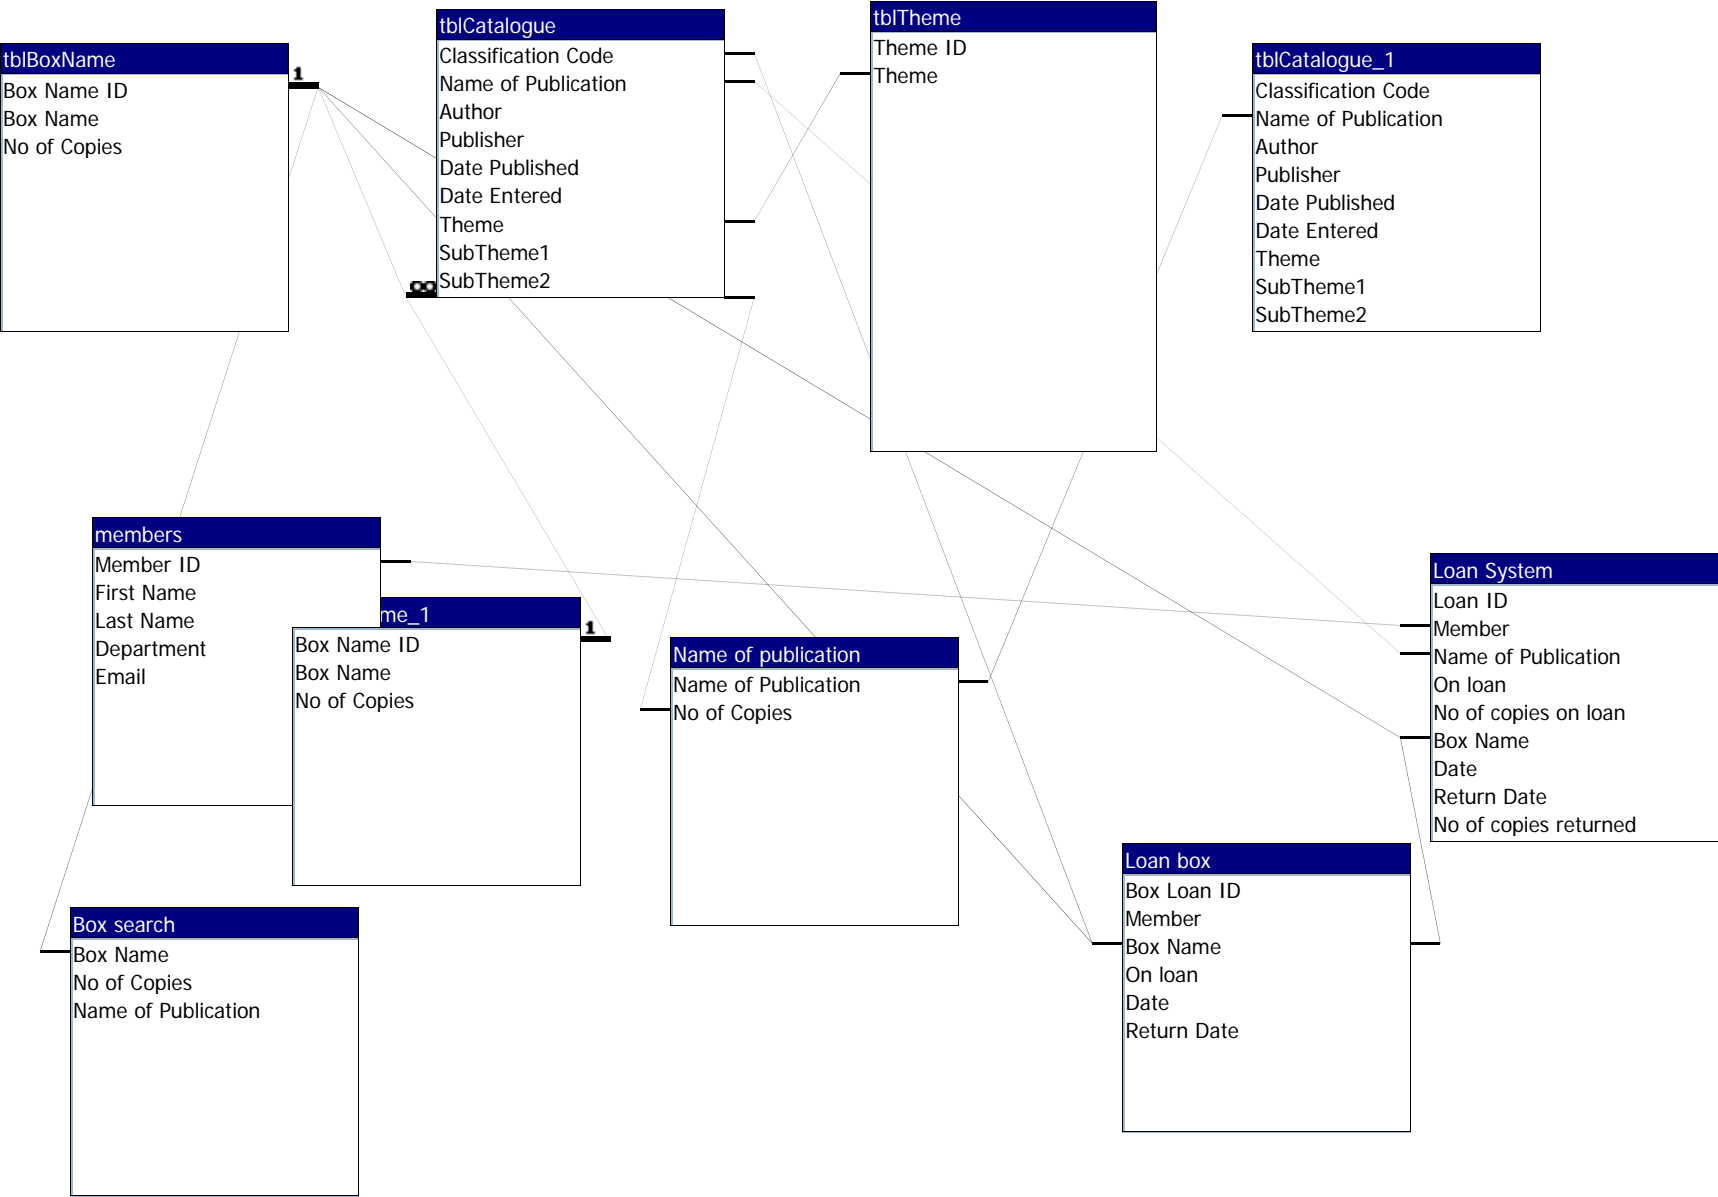 tblBoxName
Box Name ID
Box Name
No of Copies
1
tblCatalogue
Classification Code
Name of Publication
Author
Publisher
Date Published
Date Entered
Theme
SubTheme1
SubTheme2
∞
tblTheme
Theme ID
Theme
tblCatalogue_1
Classification Code
Name of Publication
Author
Publisher
Date Published
Date Entered
Theme
SubTheme1
SubTheme2
members
Member ID
First Name
Last Name
Department
Email
me_1
Box Name ID
Box Name
No of Copies
1
Name of publication
Name of Publication
No of Copies
Loan System
Loan ID
Member
Name of Publication
On loan
No of copies on loan
Box Name
Date
Return Date
No of copies returned
Loan box
Box Loan ID
Member
Box Name
On loan
Date
Return Date
Box search
Box Name
No of Copies
Name of Publication